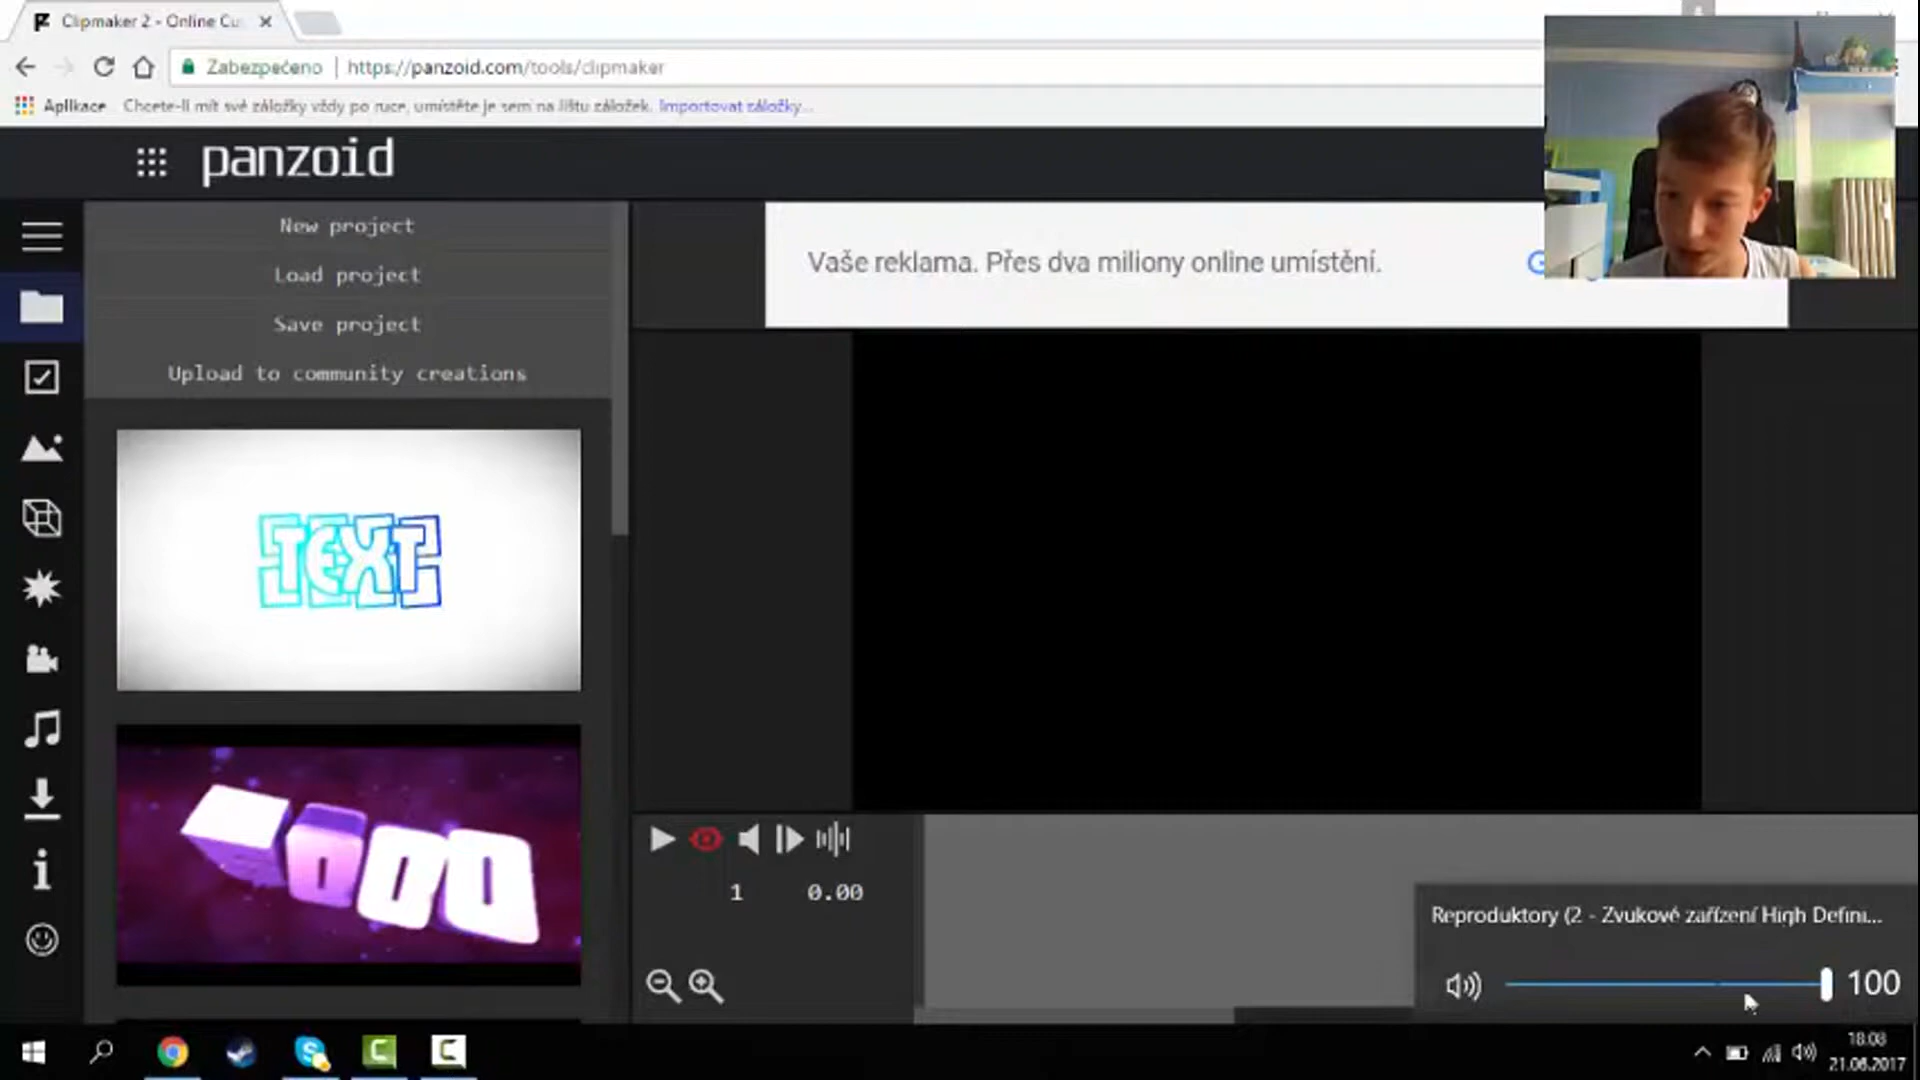 Clipmaker 2 - Online Cu
Zabezpečeno
https://panzoid.com/tools/clipmaker
Aplikace
Chcete-li mít své záložky vždy po ruce, umístěte je sem na lištu záložek. Importovat záložky...
panzoid
New project
Load project
Save project
Upload to community creations
Vaše reklama. Přes dva miliony online umístění.
G
TEXT
1
0.00
Reproduktory (2 - Zvukové zařízení High Defini...
100
18:08
21.06.2017